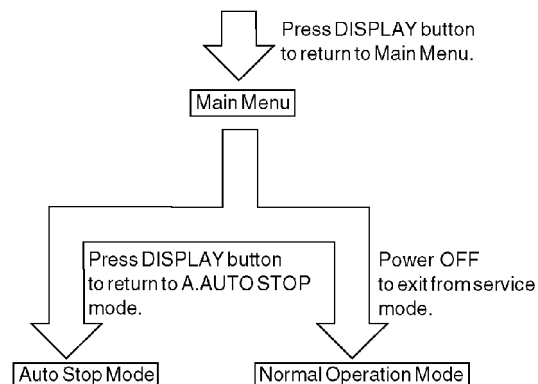 Press DISPLAY button
to return to Main Menu.
Main Menu
Press DISPLAY button
to return to A.AUTO STOP
mode.
Power OFF
to exit from service
mode.
Auto Stop Mode
Normal Operation Mode